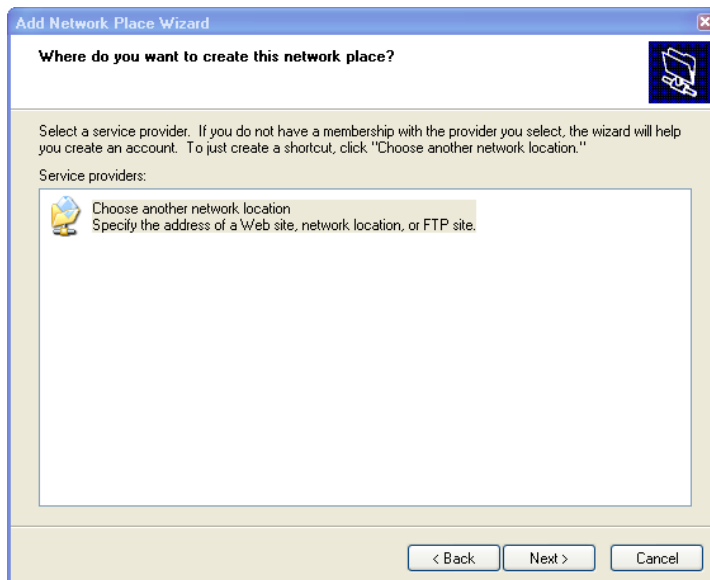 Add Network Place Wizard
Where do you want to create this network place?
Select a service provider. If you do not have a membership with the provider you select, the wizard will help
you create an account. To just create a shortcut, click "Choose another network location."
Service providers:
Choose another network location
Specify the address of a Web site, network location, or FTP site.
< Back Next > Cancel